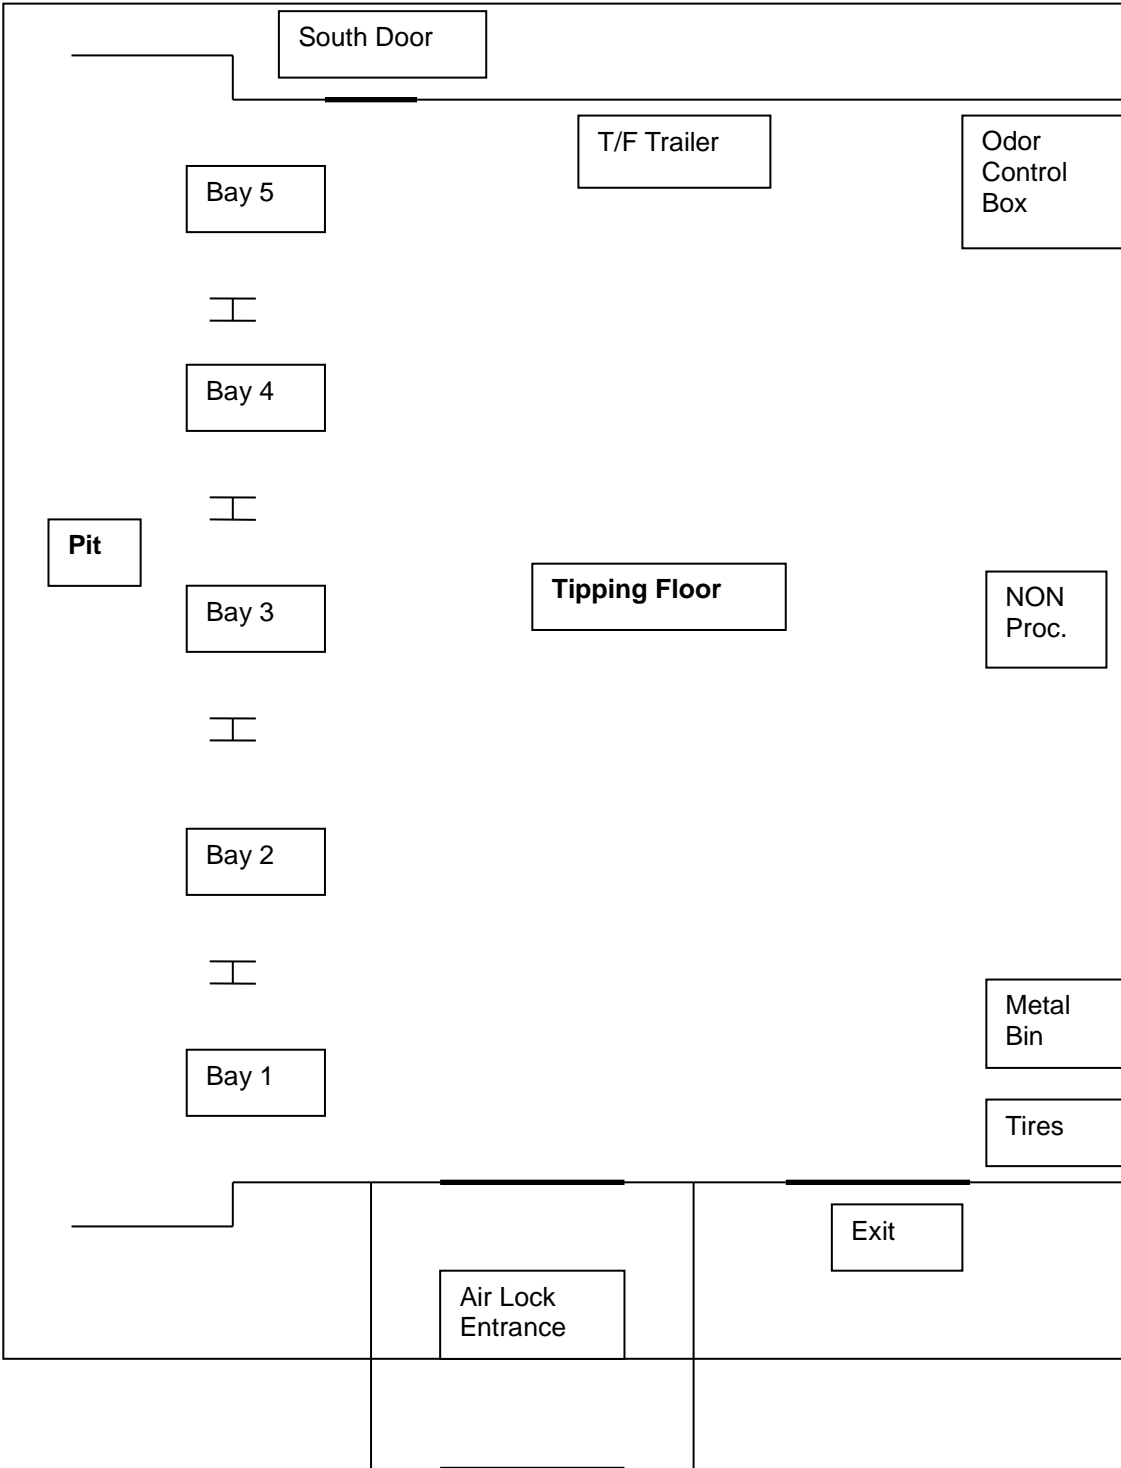 South Door
T/F Trailer
Odor
Control
Box
Bay 5
Bay 4
Pit
Tipping Floor
NON
Proc.
Bay 3
Bay 2
Metal
Bin
Bay 1
Tires
Exit
Air Lock
Entrance